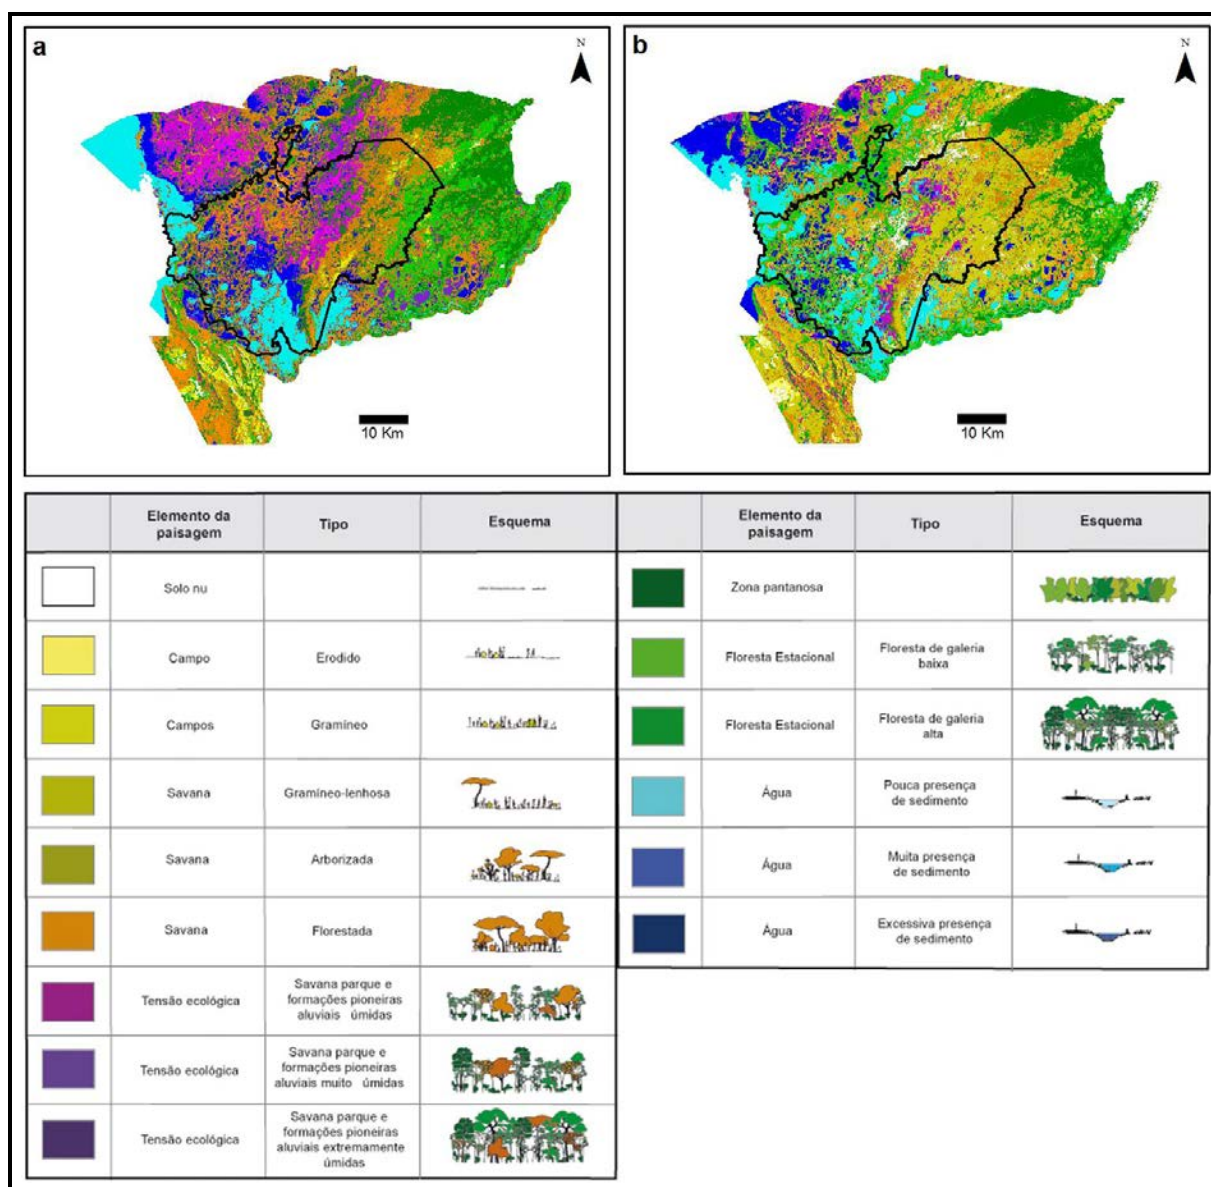 a
N
10 Km
b
N
10 Km
Elemento da
paisagem
Tipo
Esquema
Solo nu
Campo
Erodido
Campos
Gramíneo
Savana
Gramíneo-lenhosa
Savana
Arborizada
Savana
Florestada
Tensão ecológica
Savana parque e
formações pioneiras
aluviais úmidas
Tensão ecológica
Savana parque e
formações pioneiras
aluviais muito úmidas
Tensão ecológica
Savana parque e
formações pioneiras
aluviais extremamente
úmidas
Elemento da
paisagem
Tipo
Esquema
Zona pantanosa
Floresta Estacional
Floresta de galeria
baixa
Floresta Estacional
Floresta de galeria
alta
Água
Pouca presença
de sedimento
Água
Muita presença
de sedimento
Água
Excessiva presença
de sedimento